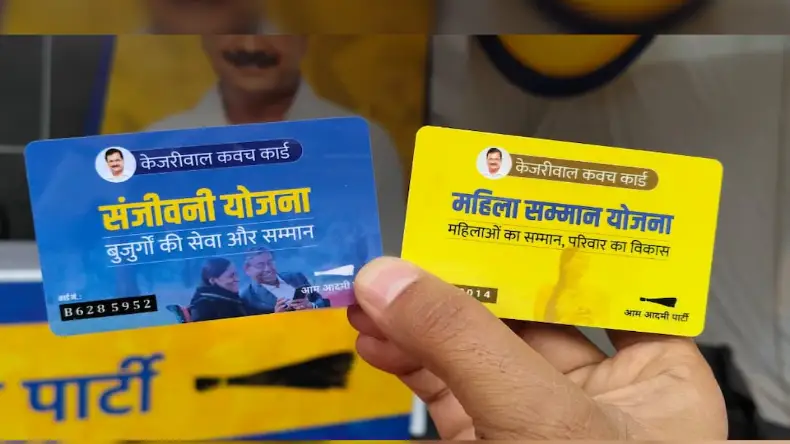 केजरीवाल कवच कार्ड
संजीवनी योजना
बुजुर्गों की सेवा और सम्मान
कार्ड नं.:
B6285952
आम आदमी पार्टी
केजरीवाल कवच कार्ड
महिला सम्मान योजना
महिलाओं का सम्मान, परिवार का विकास
014
आम आदमी पार्टी
पार्टी